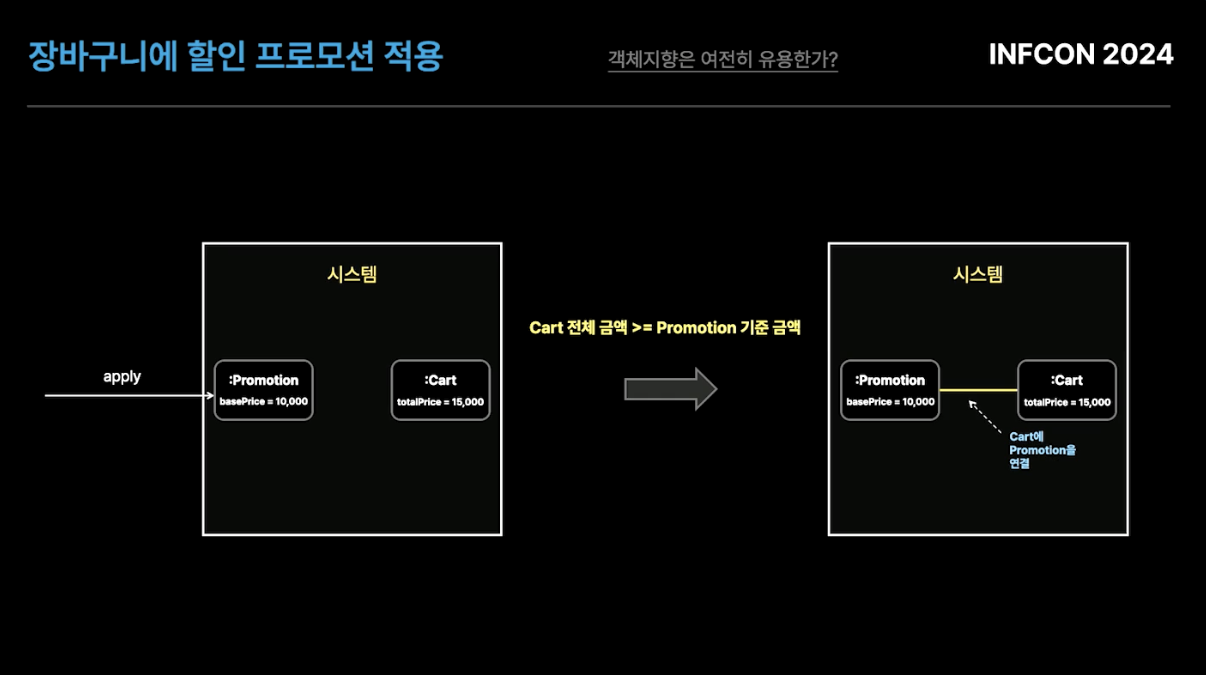 장바구니에 할인 프로모션 적용
객체지향은 여전히 유용한가?
INFCON 2024
시스템
apply
:Promotion
basePrice = 10,000
:Cart
totalPrice = 15,000
Cart 전체 금액 >= Promotion 기준 금액
시스템
:Promotion
basePrice = 10,000
:Cart
totalPrice = 15,000
Cart에
Promotion을
연결